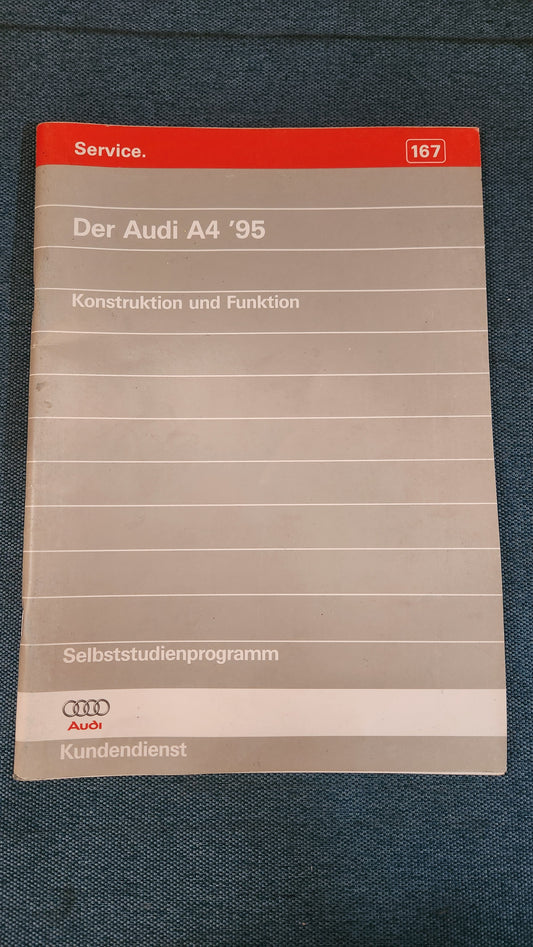 Service.
167
Der Audi A4 '95
Konstruktion und Funktion
Selbststudienprogramm
Audi
Kundendienst